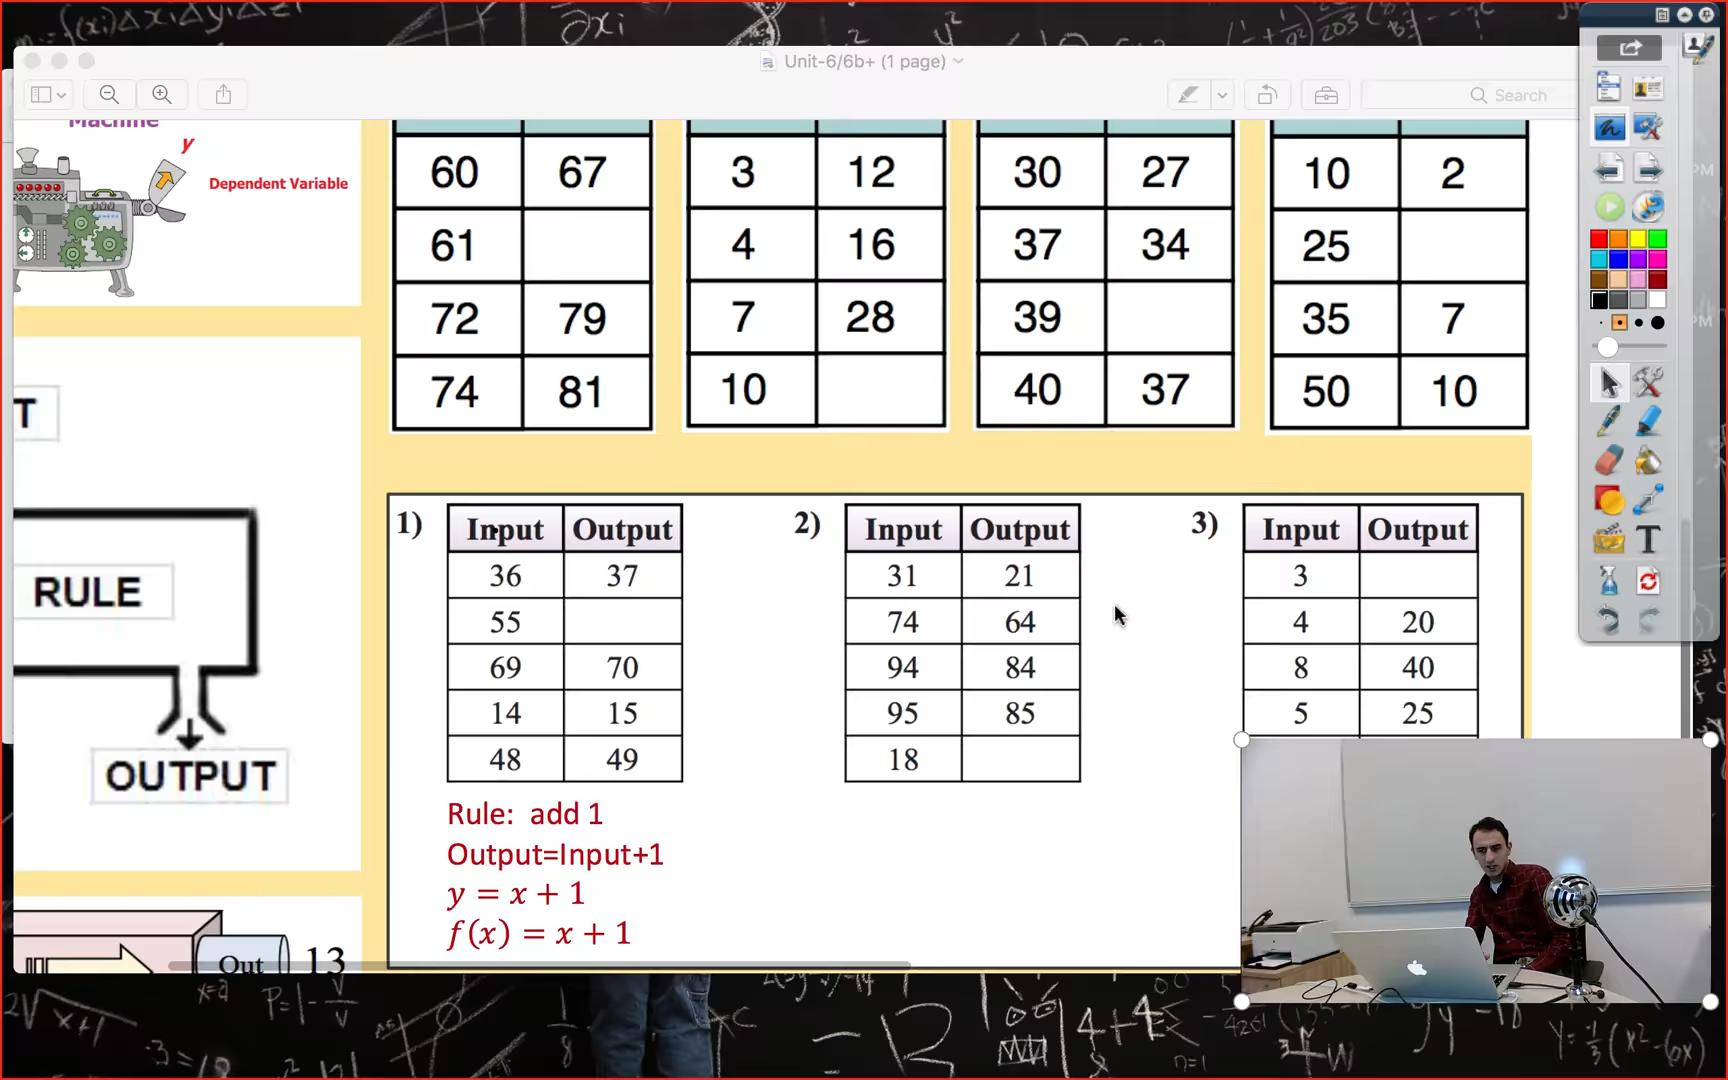 Unit-6/6b+ (1 page)
Search
Machine
y
Dependent Variable
60 67
61
72 79
74 81
3 12
4 16
7 28
10
30 27
37 34
39
40 37
10 2
25
35 7
50 10
T
RULE
OUTPUT
Out 13
1)
Input Output
36 37
55
69 70
14 15
48 49
Rule: add 1
Output=Input+1
y = x + 1
f(x) = x + 1
2)
Input Output
31 21
74 64
94 84
95 85
18
3)
Input Output
3
4 20
8 40
5 25